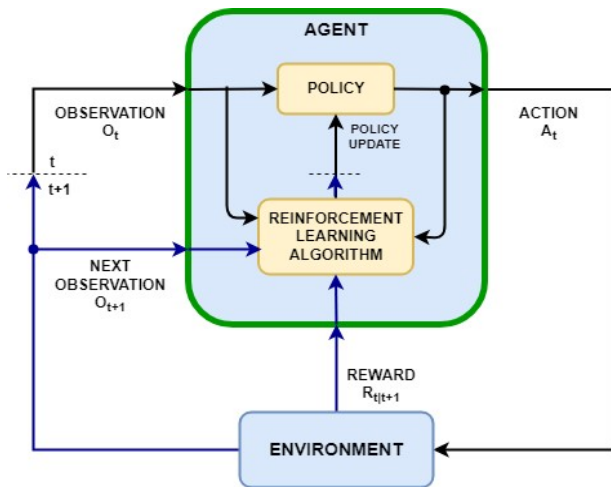 AGENT
POLICY
OBSERVATION
Oₜ
ACTION
Aₜ
POLICY
UPDATE
t
t+1
REINFORCEMENT
LEARNING
ALGORITHM
NEXT
OBSERVATION
Oₜ₊₁
REWARD
Rₜ|ₜ₊₁
ENVIRONMENT